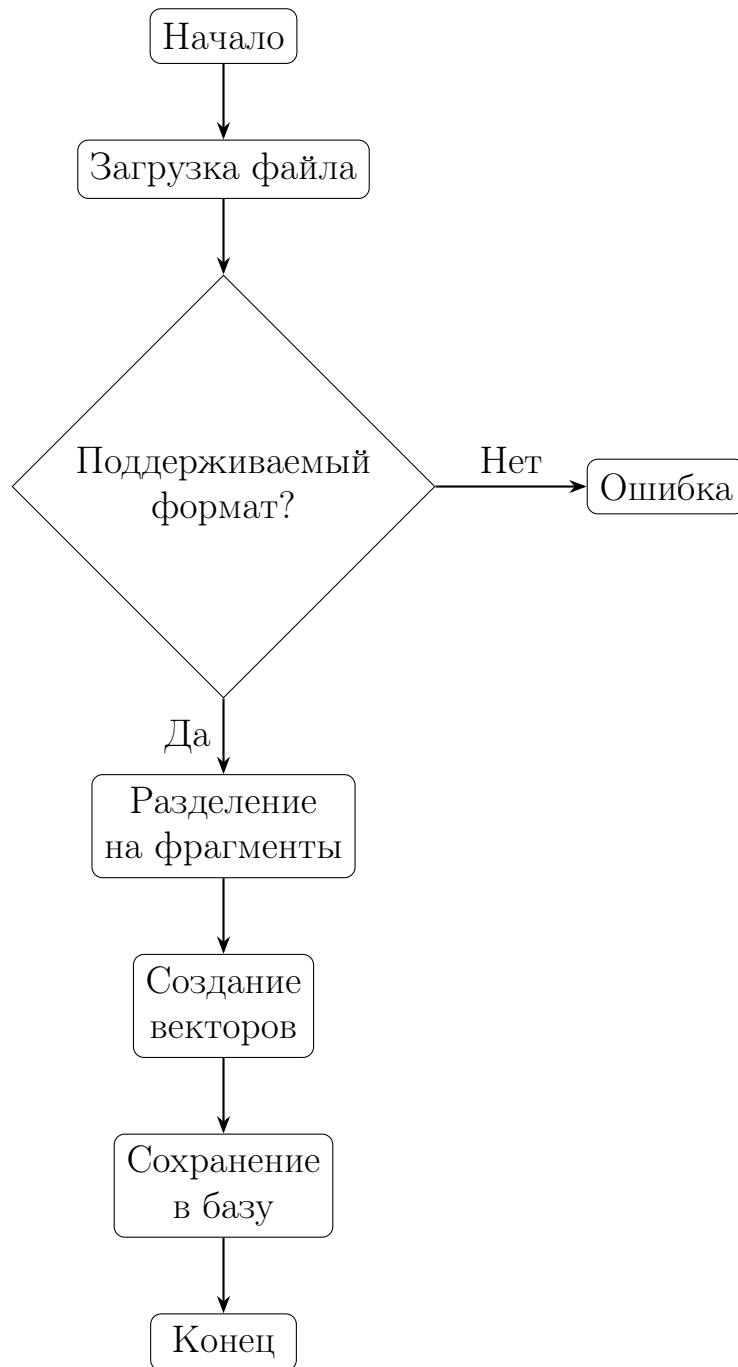 Начало
Загрузка файла
Поддерживаемый
формат?
Нет
Ошибка
Да
Разделение
на фрагменты
Создание
векторов
Сохранение
в базу
Конец